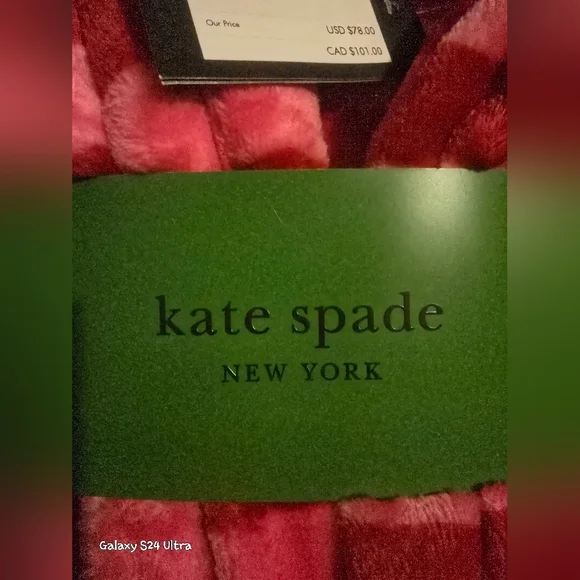 Our Price
USD $78.00
CAD $101.00
kate spade
NEW YORK
Galaxy S24 Ultra